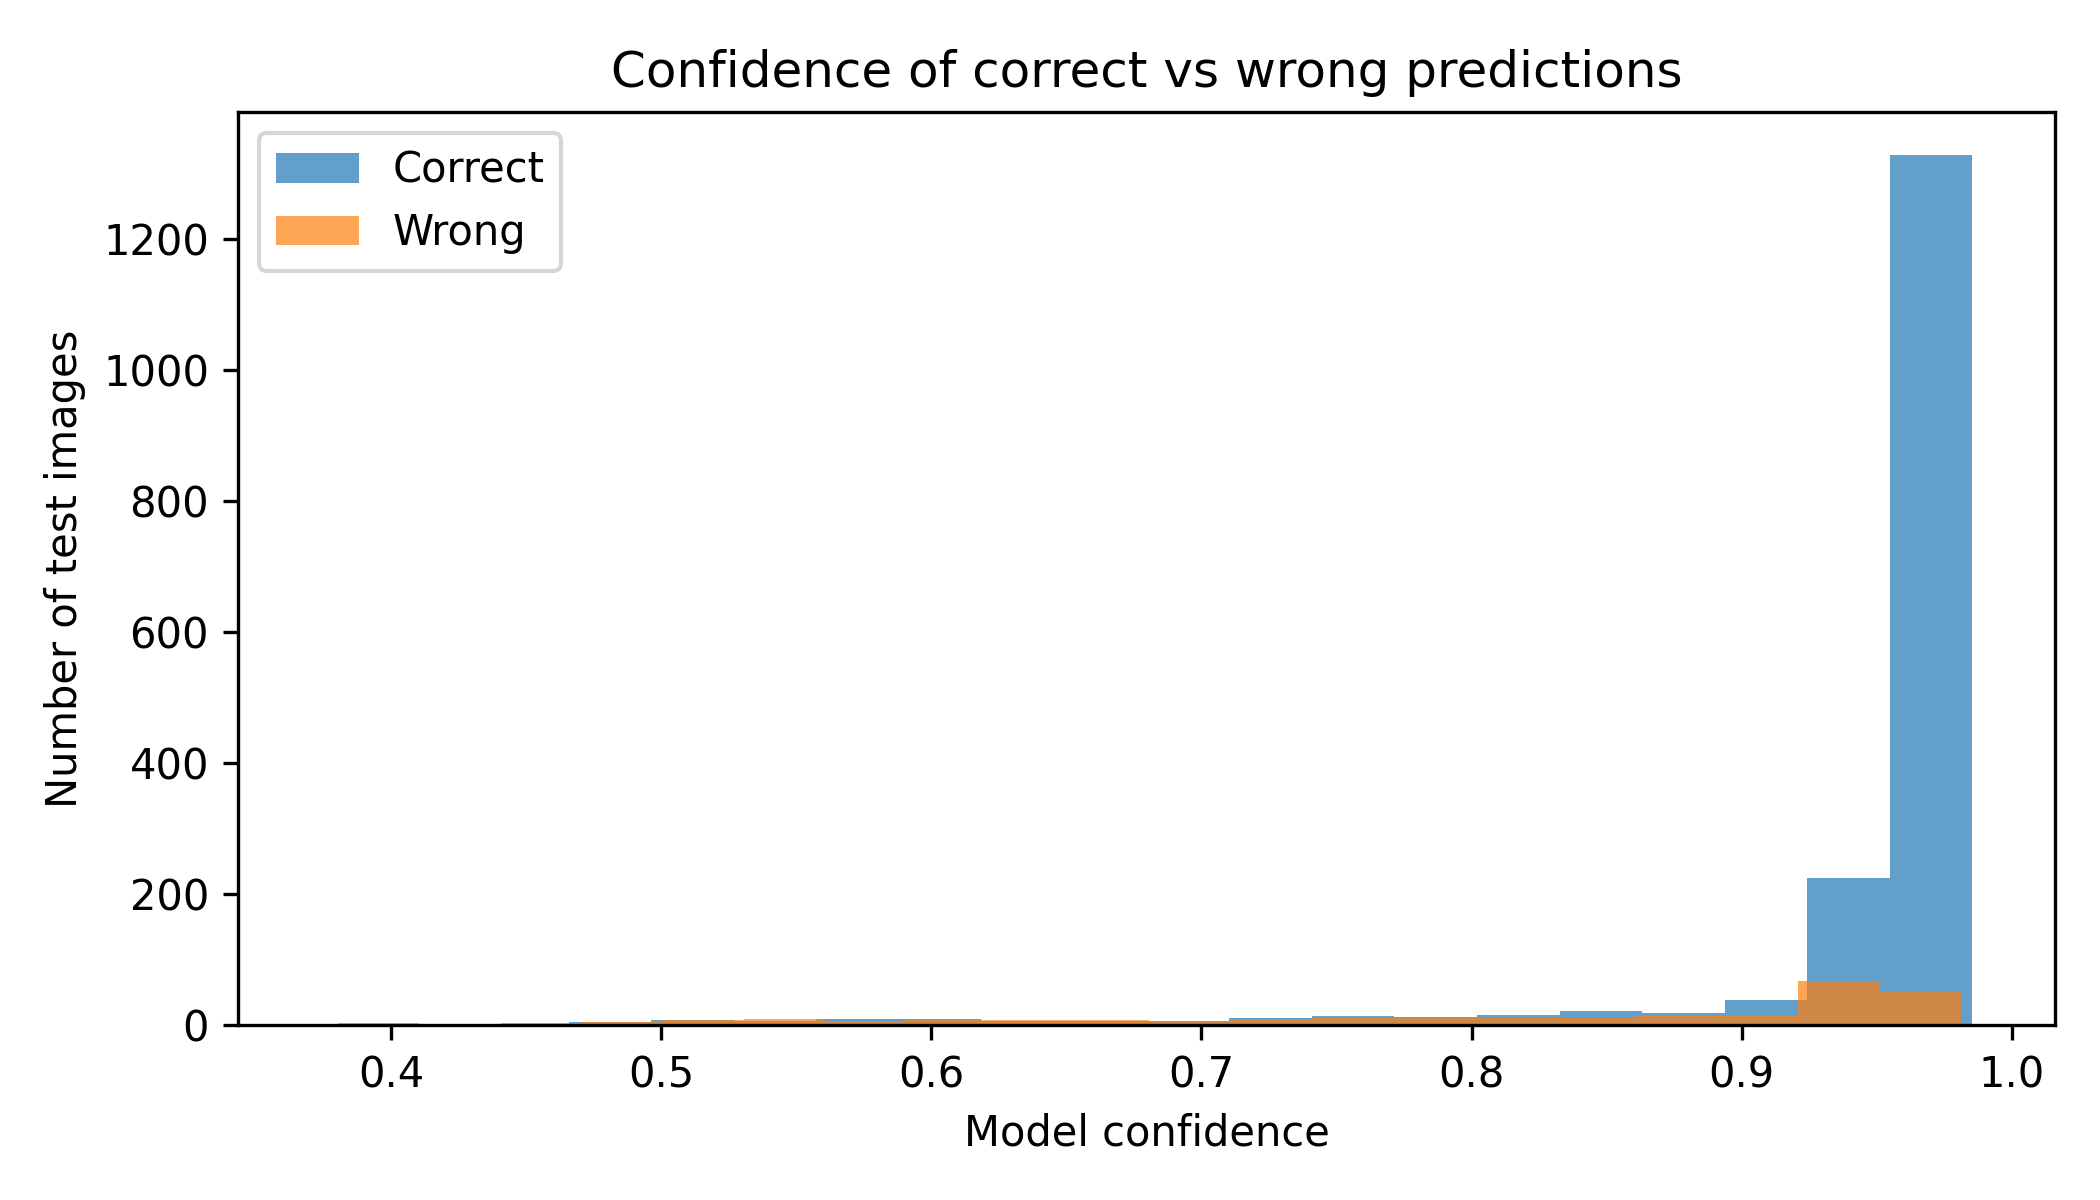 Confidence of correct vs wrong predictions
Correct
Wrong
Number of test images
1200
1000
800
600
400
200
0
0.4 0.5 0.6 0.7 0.8 0.9 1.0
Model confidence